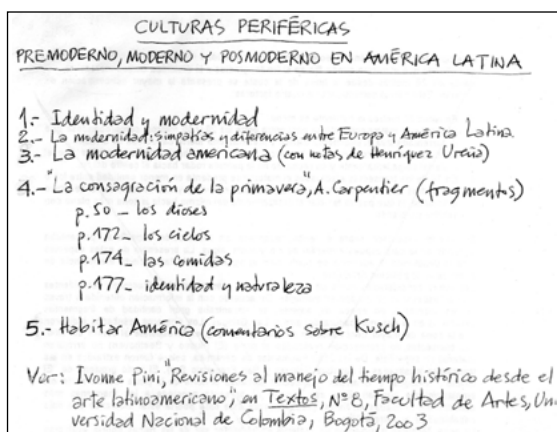 CULTURAS PERIFÉRICAS
PREMODERNO, MODERNO Y POSMODERNO EN AMÉRICA LATINA
1.- Identidad y modernidad
2.- La modernidad: simpatías y diferencias entre Europa y América Latina.
3.- La modernidad americana (con notas de Henríquez Ureña)
4.- "La consagración de la primavera", A. Carpentier (fragmentos)
p.50 - los dioses
p.172 - los cielos
p.174 - las comidas
p.177 - identidad y naturaleza
5.- Habitar América (comentarios sobre Kusch)
Ver: Ivonne Pini, "Revisiones al manejo del tiempo histórico desde el
arte latinoamericano", en Textos, Nº 8, Facultad de Artes, Uni
versidad Nacional de Colombia, Bogotá, 2003